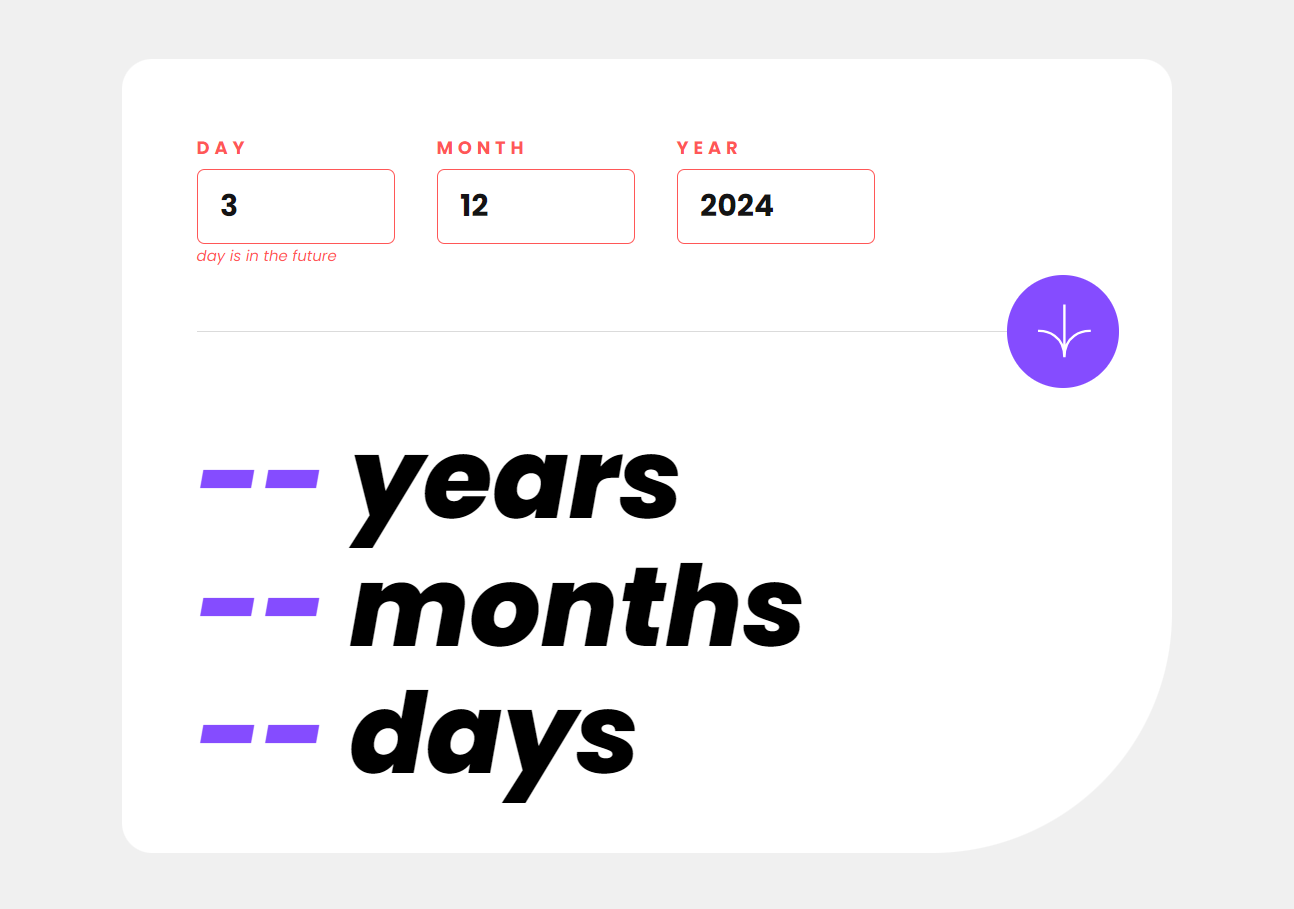 DAY MONTH YEAR
3 12 2024
day is in the future
-- years
-- months
-- days